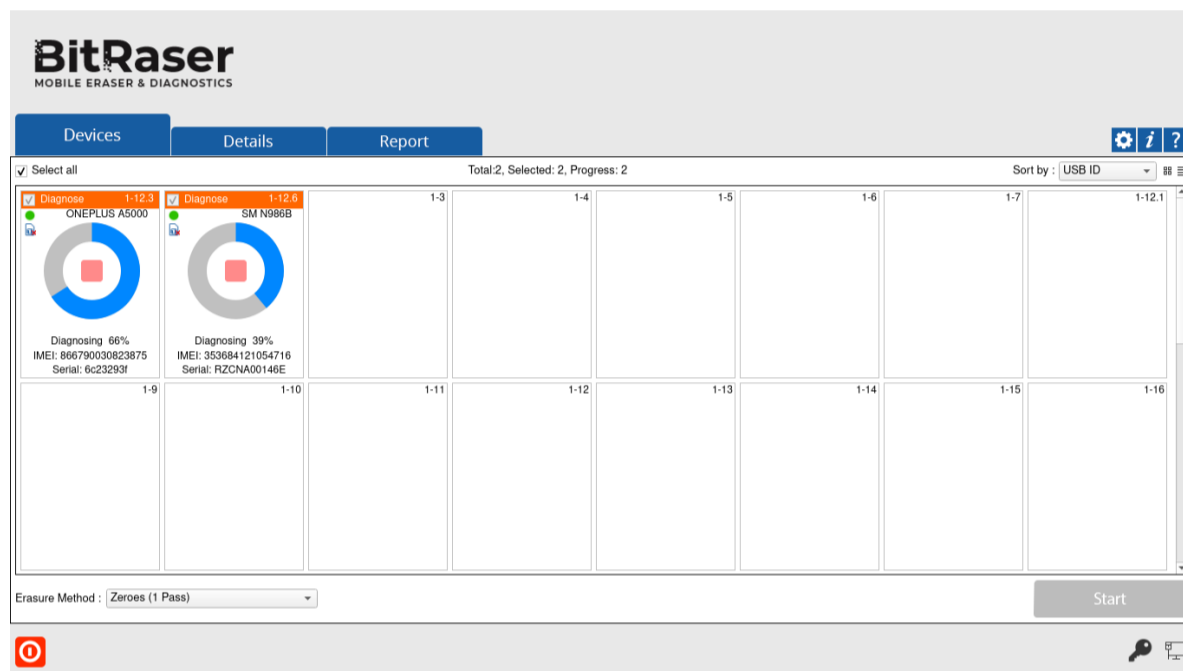 BitRaser
MOBILE ERASER & DIAGNOSTICS
Devices
Details
Report
i
?
Select all
Total:2, Selected: 2, Progress: 2
Sort by : USB ID
Diagnose 1-12.3
ONEPLUS A5000
Diagnosing 66%
IMEI: 866790030823875
Serial: 6c23293f
Diagnose 1-12.6
SM N986B
Diagnosing 39%
IMEI: 353684121054716
Serial: RZCNA00146E
1-3
1-4
1-5
1-6
1-7
1-12.1
1-9
1-10
1-11
1-12
1-13
1-14
1-15
1-16
Erasure Method : Zeroes (1 Pass)
Start